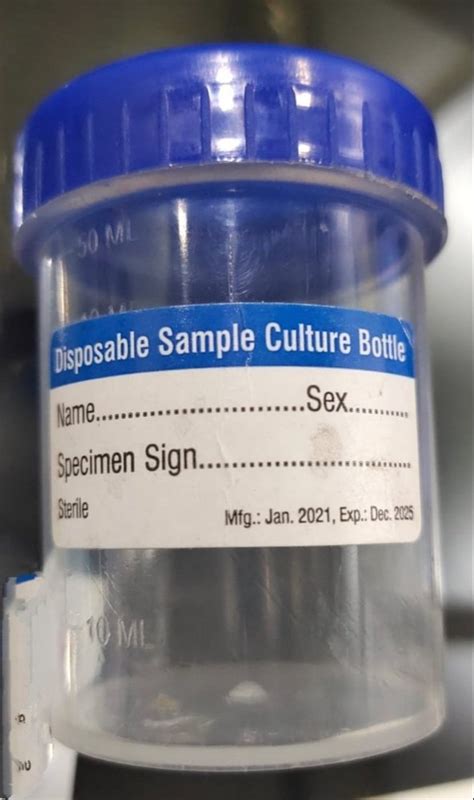 50 ML
Disposable Sample Culture Bottle
Name..............................Sex..........
Specimen Sign....................................
Sterile
Mfg.: Jan. 2021, Exp.: Dec. 2025
10 ML